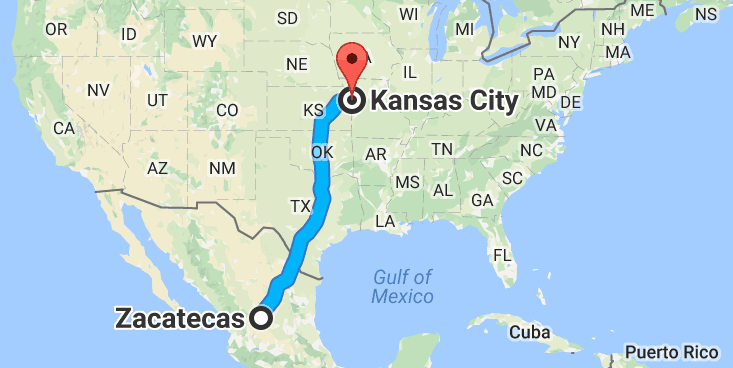 ME
NS
OR
ID
SD
WI
MI
NH
NY
MA
WY
NE
A
IL
PA
NV
UT
CO
KS
Kansas City
MD
DE
CA
VA
AZ
NM
OK
AR
TN
NC
MS
AL
SC
GA
TX
LA
FL
Gulf of
Mexico
Zacatecas
Cuba
Puerto Rico